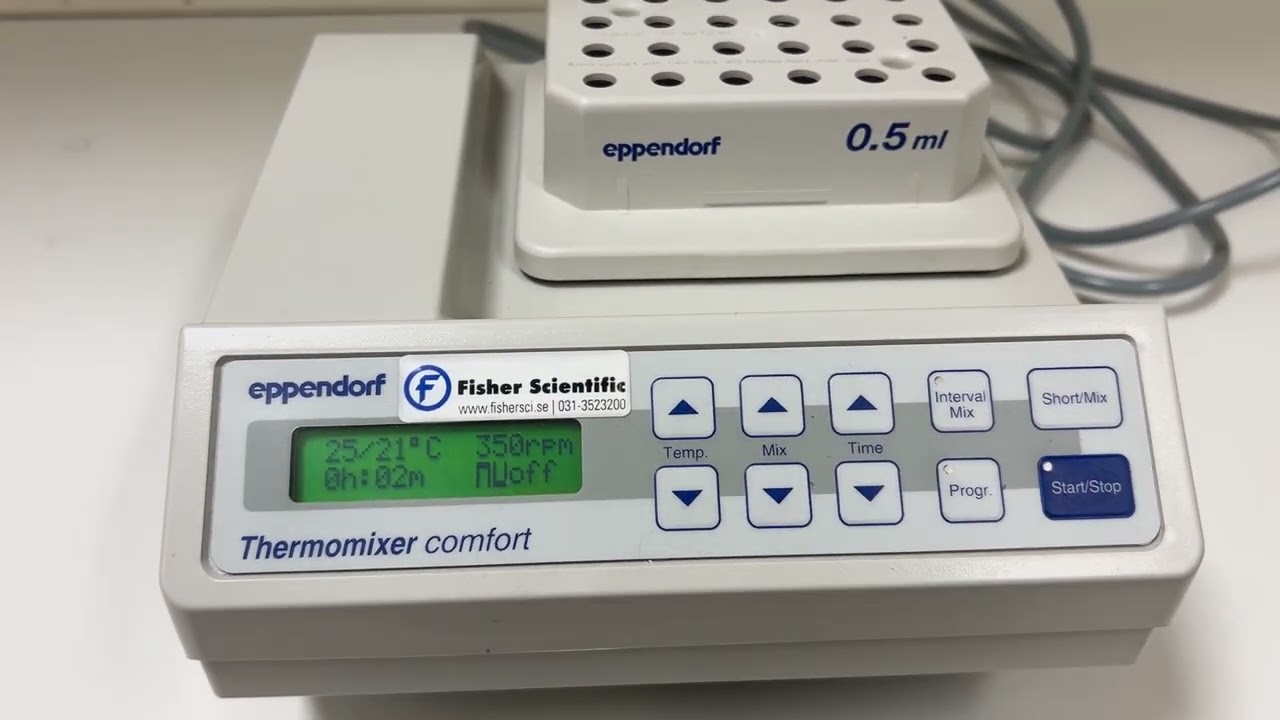 eppendorf
0.5 ml
eppendorf
Fisher Scientific
www.fishersci.se | 031-3523200
25/21°C 350rpm
0h:02m off
Temp.
Mix
Time
Interval
Mix
Short/Mix
Progr.
Start/Stop
Thermomixer comfort